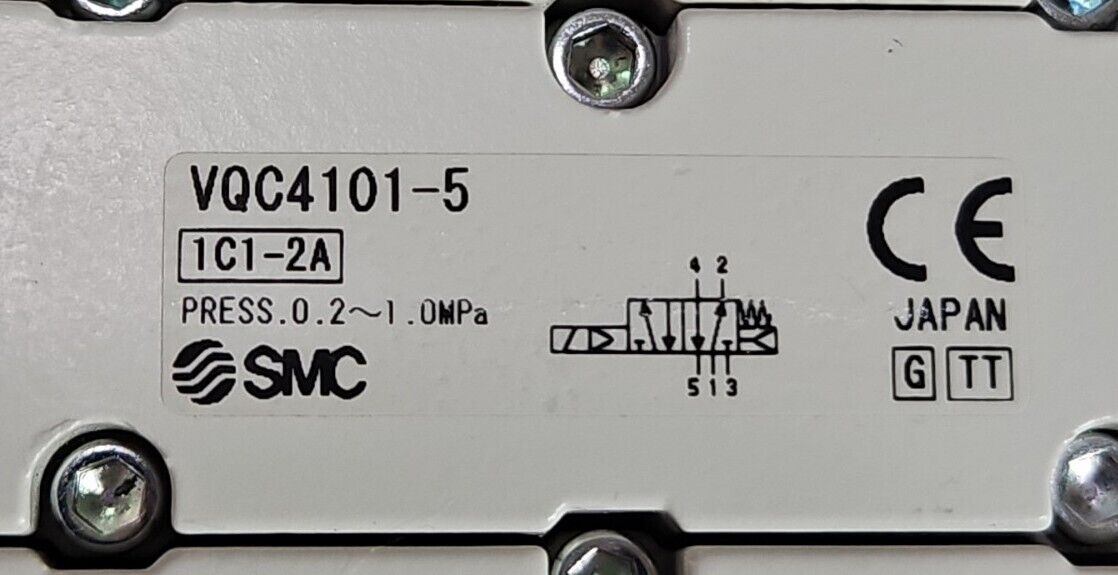 VQC4101-5
1C1-2A
PRESS.0.2～1.0MPa
SMC
4 2
5 1 3
CE
JAPAN
G TT